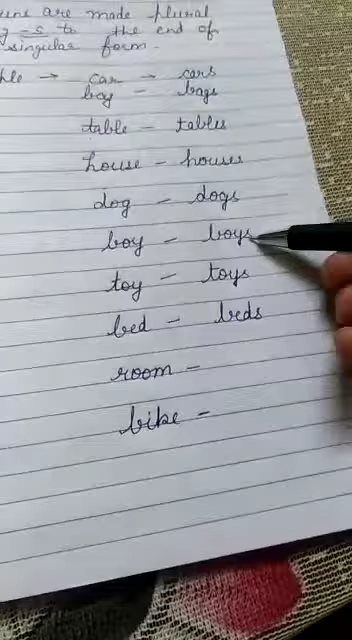 are made plural
-s to the end of
singular form.
→ car → cars
bag - bags
table - tables
house - houses
dog - dogs
boy - boys
toy - toys
bed - beds
room -
bike -